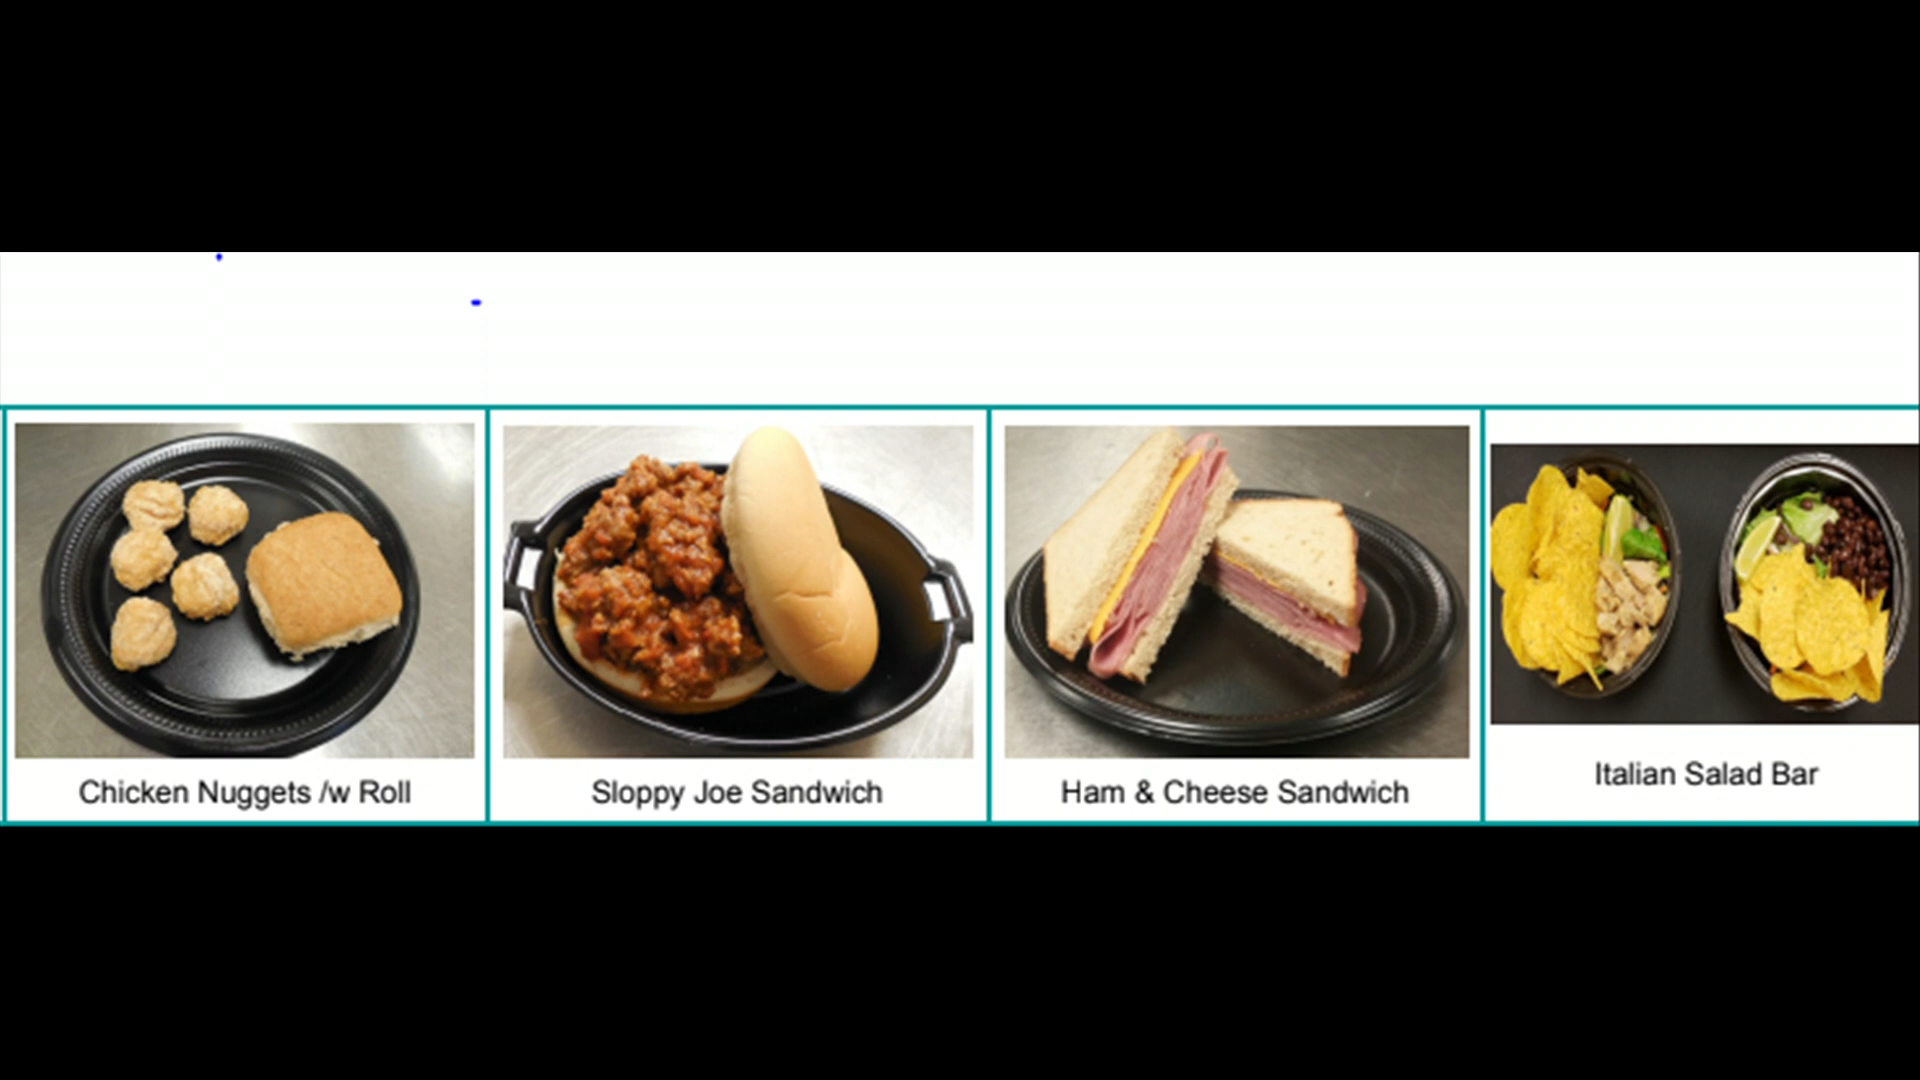 Chicken Nuggets /w Roll
Sloppy Joe Sandwich
Ham & Cheese Sandwich
Italian Salad Bar